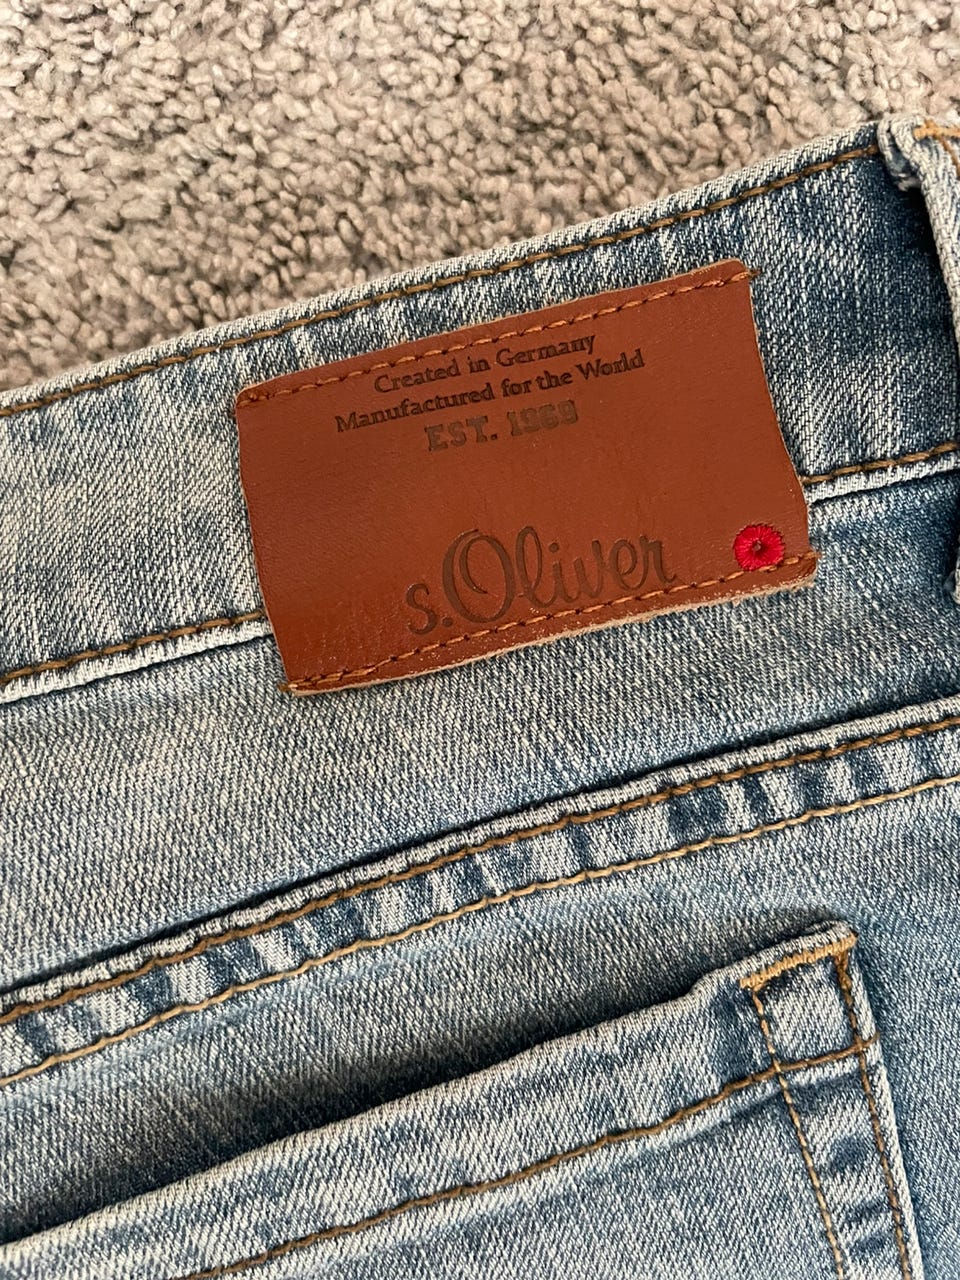 Created in Germany
Manufactured for the World
EST. 1969
s.Oliver